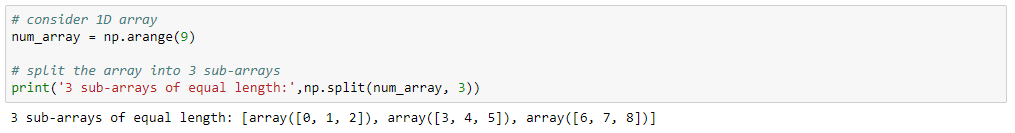 # consider 1D array
num_array = np.arange(9)
# split the array into 3 sub-arrays
print('3 sub-arrays of equal length:',np.split(num_array, 3))
3 sub-arrays of equal length: [array([0, 1, 2]), array([3, 4, 5]), array([6, 7, 8])]